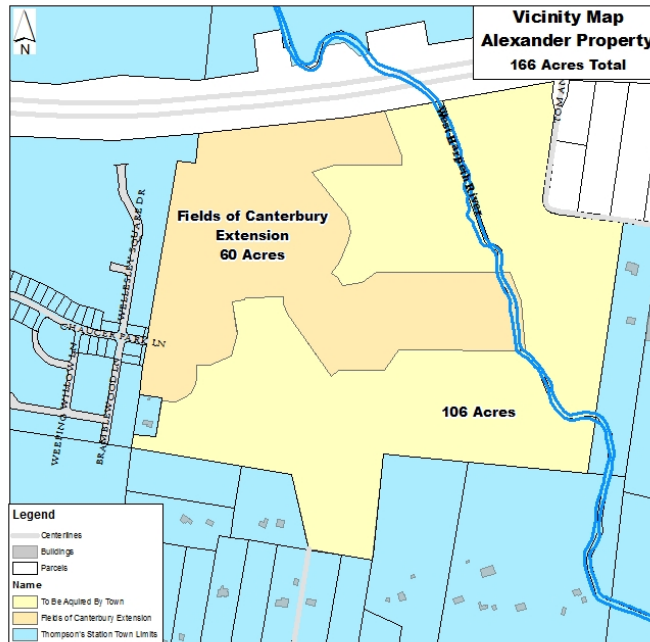 Vicinity Map
Alexander Property
166 Acres Total
N
TOM AN
West Harpeth River
Fields of Canterbury
Extension
60 Acres
WELLESLEY SQUARE DR
CHAUCER PARK LN
WEEPING WILLOW LN
BRAMBLEWOOD LN
106 Acres
Legend
Centerlines
Buildings
Parcels
Name
To Be Aquired By Town
Fields of Canterbury Extension
Thompson's Station Town Limits